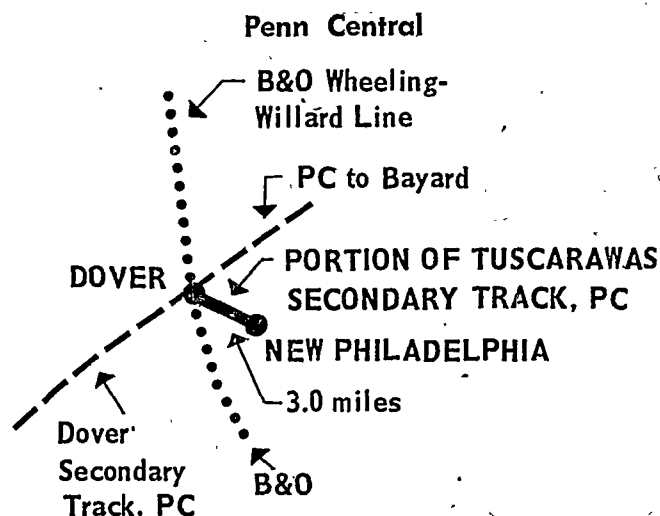 Penn Central
B&O Wheeling-
Willard Line
PC to Bayard
DOVER
PORTION OF TUSCARAWAS
SECONDARY TRACK, PC
NEW PHILADELPHIA
3.0 miles
Dover
Secondary
Track, PC
B&O